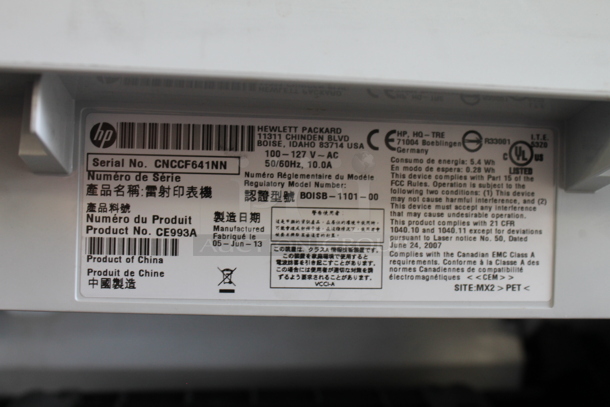 hp
HEWLETT PACKARD
11311 CHINDEN BLVD
BOISE, IDAHO 83714 USA
Serial No. CNCCF641NN
100-127 V~AC
50/60Hz, 10.0A
Numéro de Série
Numéro Réglementaire du Modèle
Regulatory Model Number:
產品名稱:雷射印表機
認證型號 BOISB-1101-00
產品料號
Numéro du Produit
Product No. CE993A
製造日期
Manufactured
Fabriqué le
05-Jun-13
警告使用者
Product of China
Produit de Chine
中國製造
VCCI-A
HP, HQ-TRE
71004 Boeblingen
Germany
R33001
I.T.E.
LISTED
Consumo de energía: 5.4 Wh
En modo de espera: 0.28 Wh
This device complies with Part 15 of the
FCC Rules. Operation is subject to the
following two conditions: (1) This device
may not cause harmful interference, and (2)
This device must accept any interference
that may cause undesirable operation.
This product complies with 21 CFR
1040.10 and 1040.11 except for deviations
pursuant to Laser notice No. 50, Dated
June 24, 2007
Complies with the Canadian EMC Class A
requirements. Conforme à la Classe A des
normes Canadiennes de compatibilité
électromagnétiques <<CEM>>
SITE:MX2 >PET<